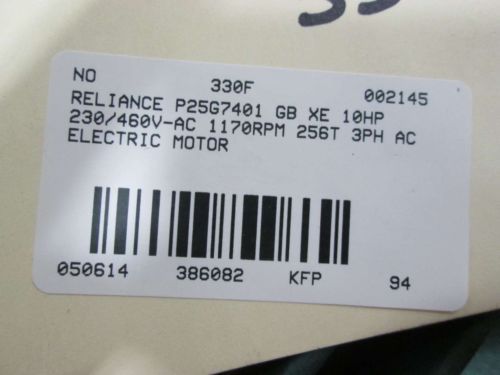 NO 330F 002145
RELIANCE P25G7401 GB XE 10HP
230/460V-AC 1170RPM 256T 3PH AC
ELECTRIC MOTOR
050614 386082 KFP 94